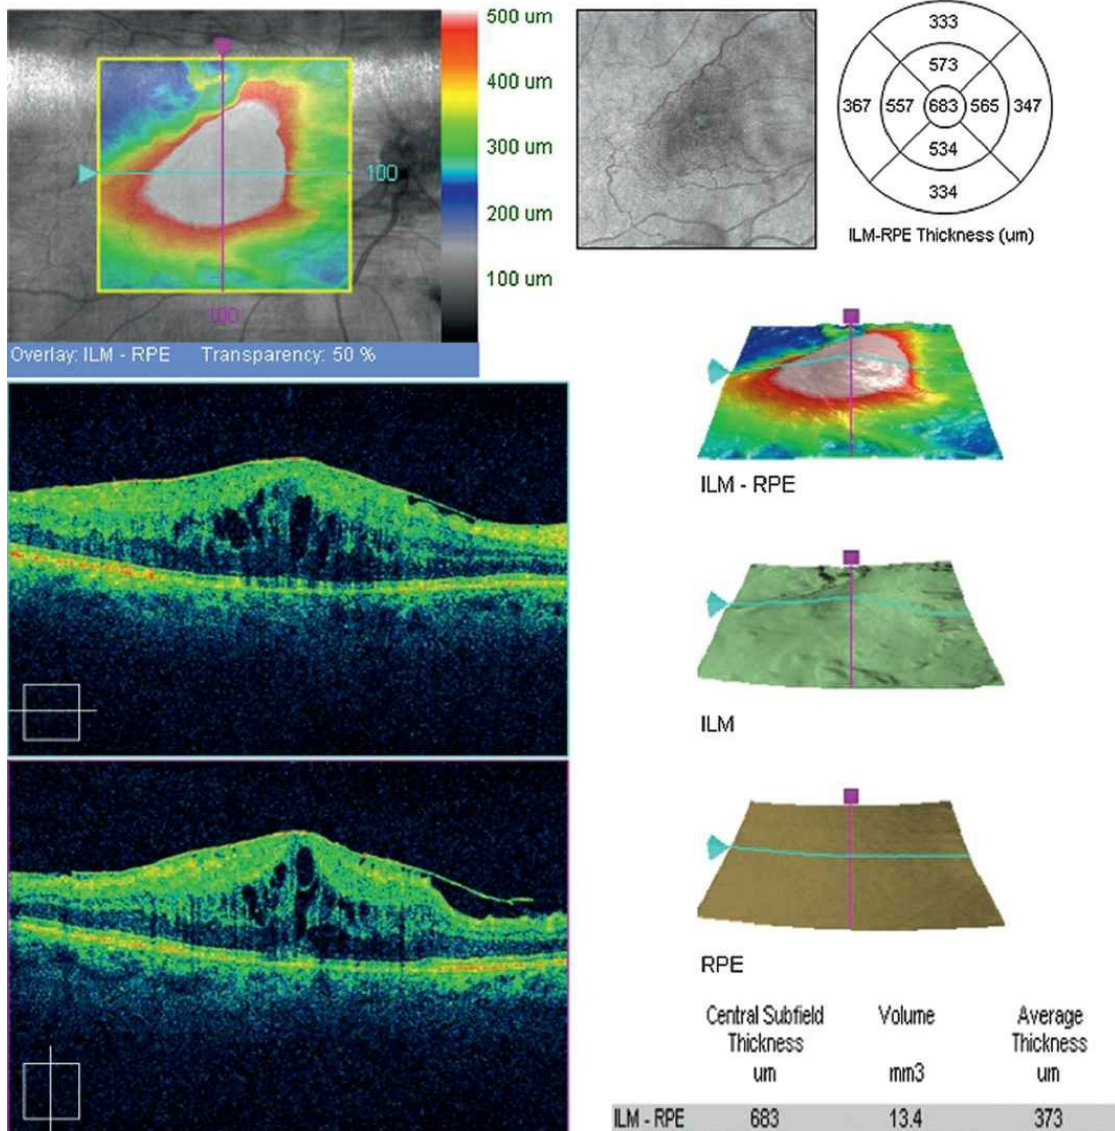 500 um
400 um
300 um
200 um
100 um
100
100
Overlay: ILM - RPE Transparency: 50 %
333
573
367 557 683 565 347
534
334
ILM-RPE Thickness (um)
ILM - RPE
ILM
RPE
Central Subfield Thickness um Volume mm3 Average Thickness um
ILM - RPE 683 13.4 373